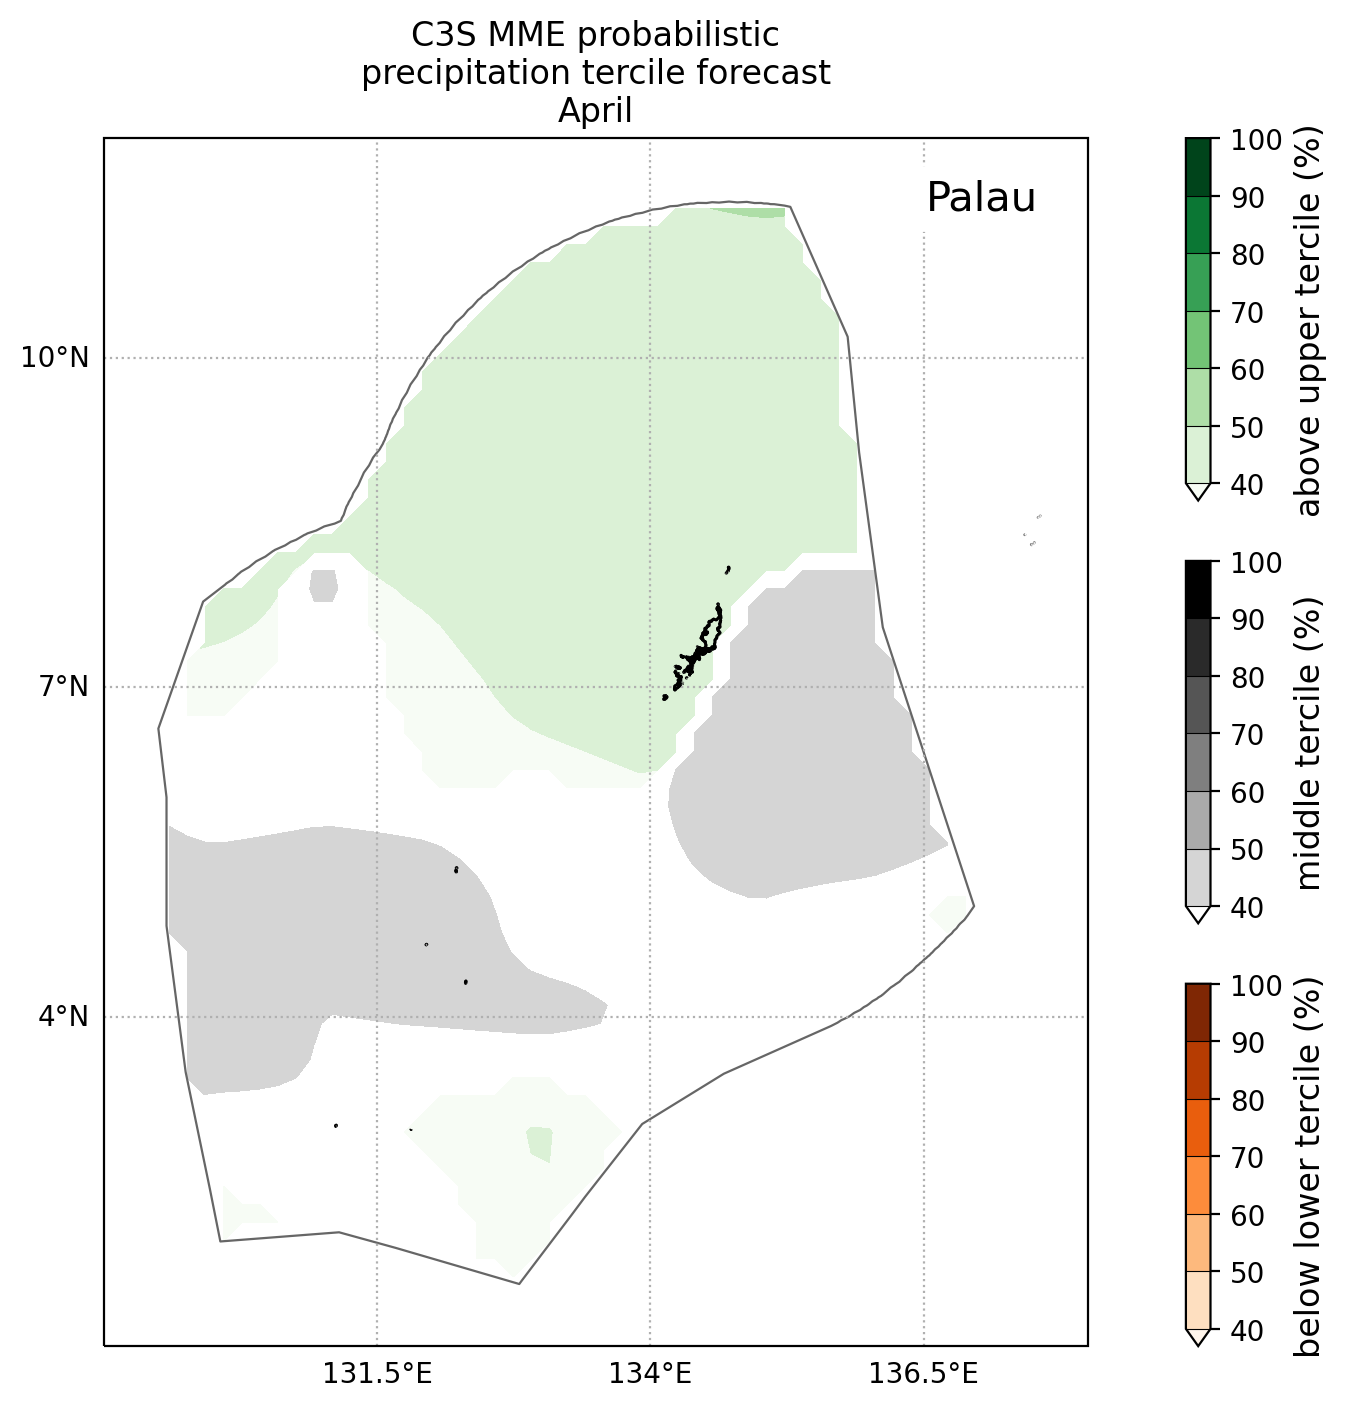 C3S MME probabilistic
precipitation tercile forecast
April
Palau
10°N
7°N
4°N
131.5°E
134°E
136.5°E
100
90
80
70
60
50
40
above upper tercile (%)
100
90
80
70
60
50
40
middle tercile (%)
100
90
80
70
60
50
40
below lower tercile (%)